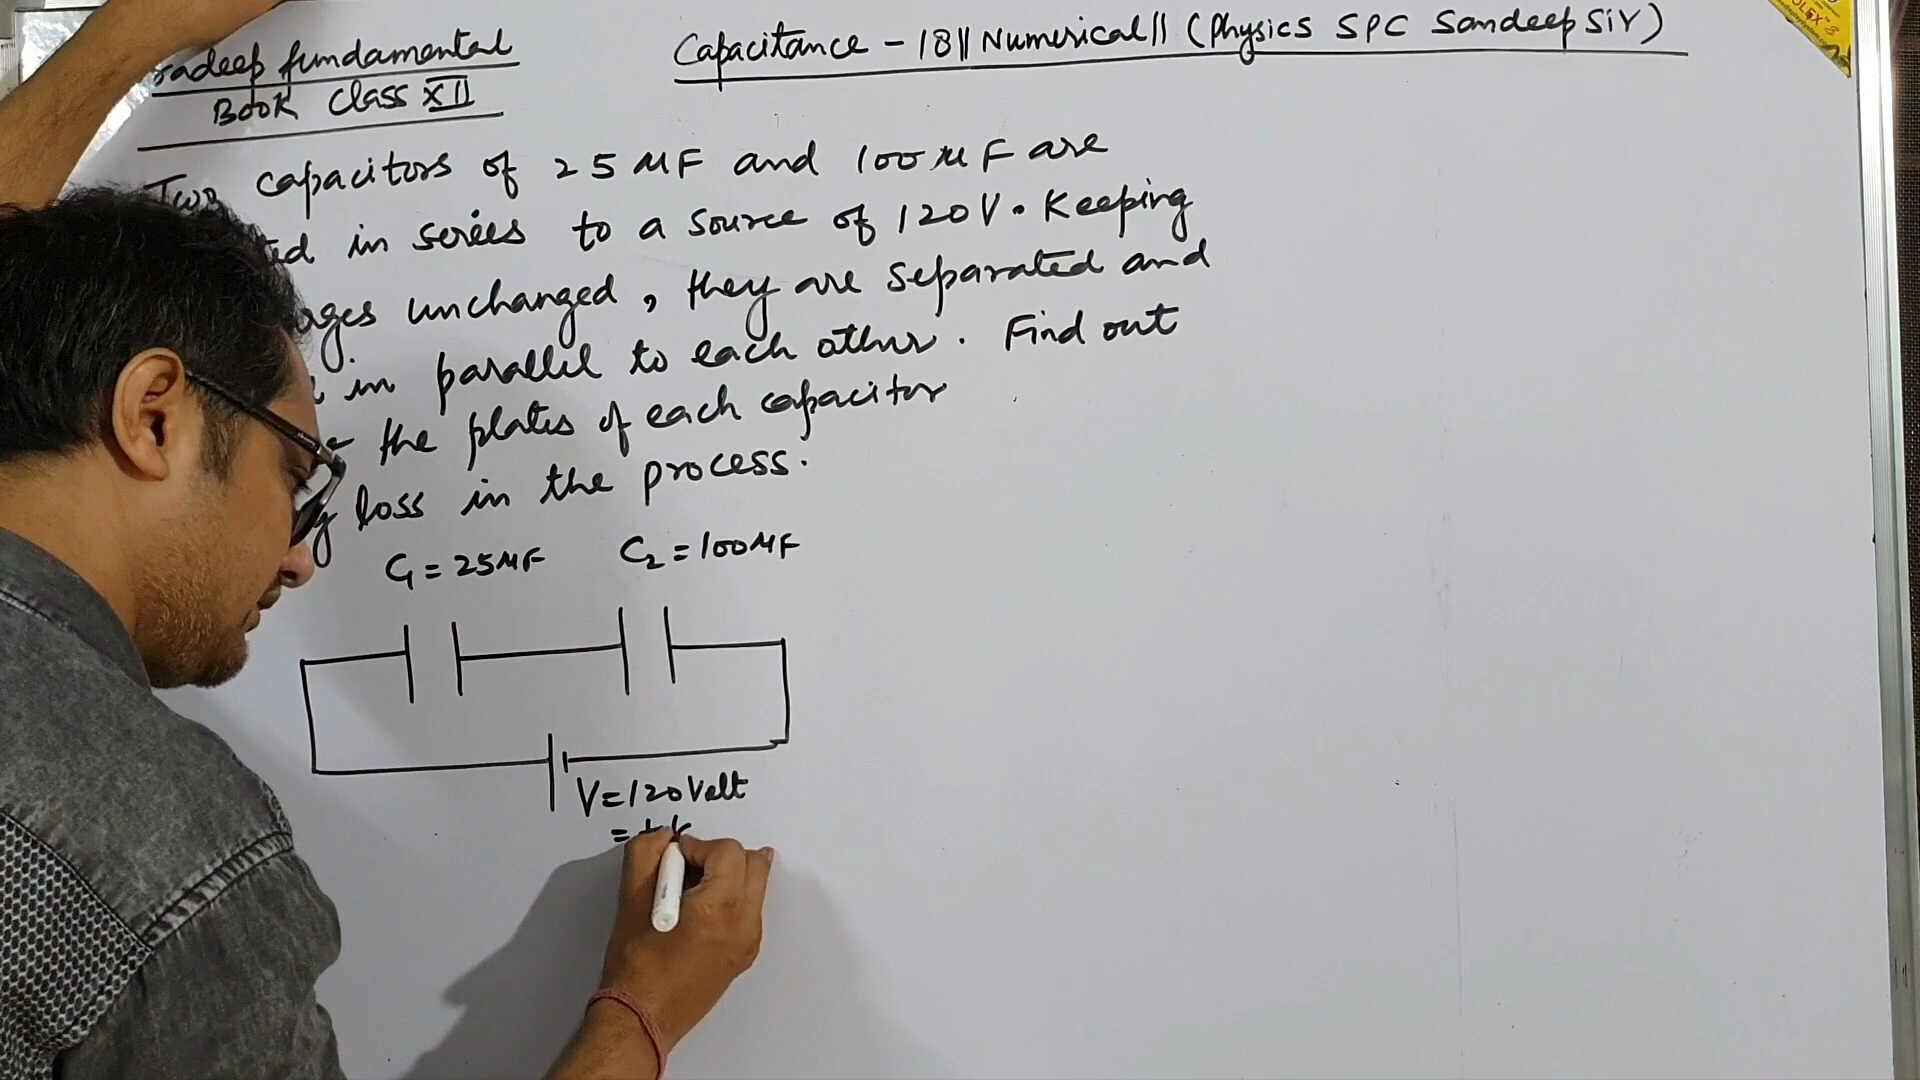 radeep fundamental
Book Class XII
Capacitance - 18 || Numerical || (Physics SPC Sandeep Sir)
Two capacitors of 25 μF and 100 μF are
in series to a source of 120V. Keeping
unchanged, they are separated and
in parallel to each other. Find out
the plates of each capacitor
loss in the process.
C1 = 25μF C2 = 100μF
V=120Volt
=